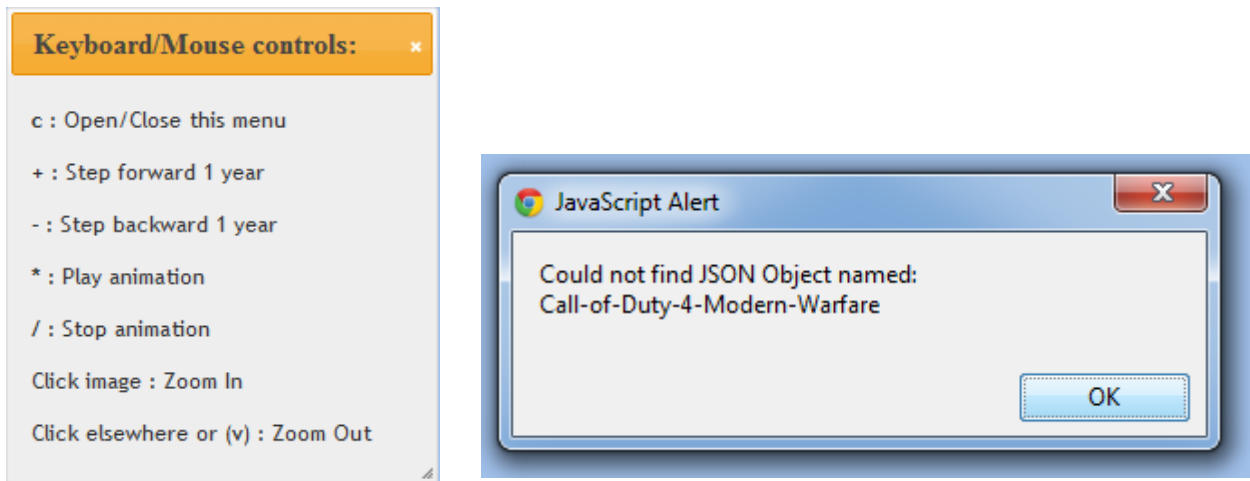 Keyboard/Mouse controls:
c : Open/Close this menu
+ : Step forward 1 year
- : Step backward 1 year
* : Play animation
/ : Stop animation
Click image : Zoom In
Click elsewhere or (v) : Zoom Out
JavaScript Alert
Could not find JSON Object named:
Call-of-Duty-4-Modern-Warfare
OK